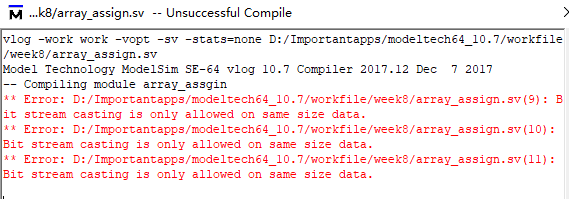 ...k8/array_assign.sv -- Unsuccessful Compile
vlog -work work -vopt -sv -stats=none D:/Importantapps/modeltech64_10.7/workfile
/week8/array_assign.sv
Model Technology ModelSim SE-64 vlog 10.7 Compiler 2017.12 Dec  7 2017
-- Compiling module array_assgin
** Error: D:/Importantapps/modeltech64_10.7/workfile/week8/array_assign.sv(9): B
it stream casting is only allowed on same size data.
** Error: D:/Importantapps/modeltech64_10.7/workfile/week8/array_assign.sv(10):
Bit stream casting is only allowed on same size data.
** Error: D:/Importantapps/modeltech64_10.7/workfile/week8/array_assign.sv(11):
Bit stream casting is only allowed on same size data.